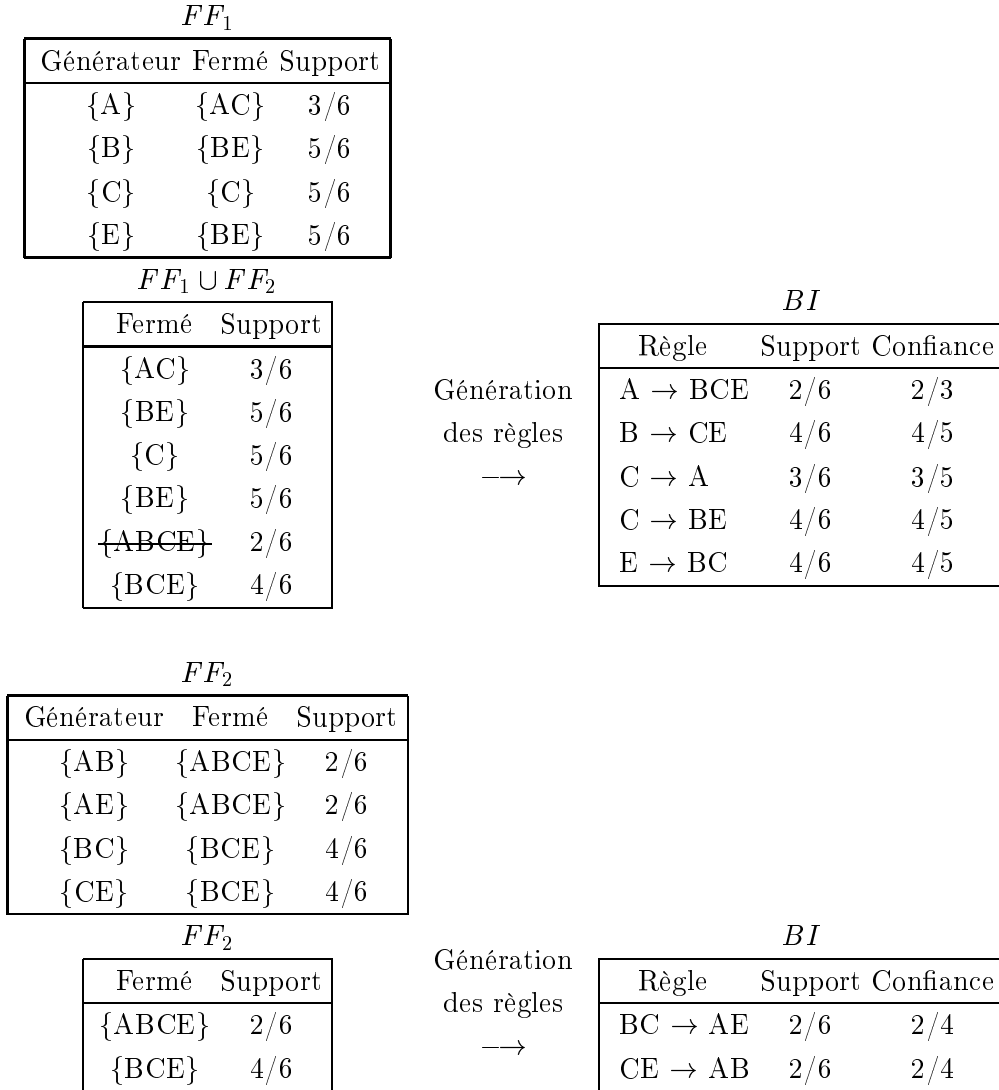 FF₁
Générateur Fermé Support
{A} {AC} 3/6
{B} {BE} 5/6
{C} {C} 5/6
{E} {BE} 5/6
FF₁ ∪ FF₂
Fermé Support
{AC} 3/6
{BE} 5/6
{C} 5/6
{BE} 5/6
{ABCE} 2/6
{BCE} 4/6
Génération
des règles
⟶
BI
Règle Support Confiance
A → BCE 2/6 2/3
B → CE 4/6 4/5
C → A 3/6 3/5
C → BE 4/6 4/5
E → BC 4/6 4/5
FF₂
Générateur Fermé Support
{AB} {ABCE} 2/6
{AE} {ABCE} 2/6
{BC} {BCE} 4/6
{CE} {BCE} 4/6
FF₂
Fermé Support
{ABCE} 2/6
{BCE} 4/6
Génération
des règles
⟶
BI
Règle Support Confiance
BC → AE 2/6 2/4
CE → AB 2/6 2/4